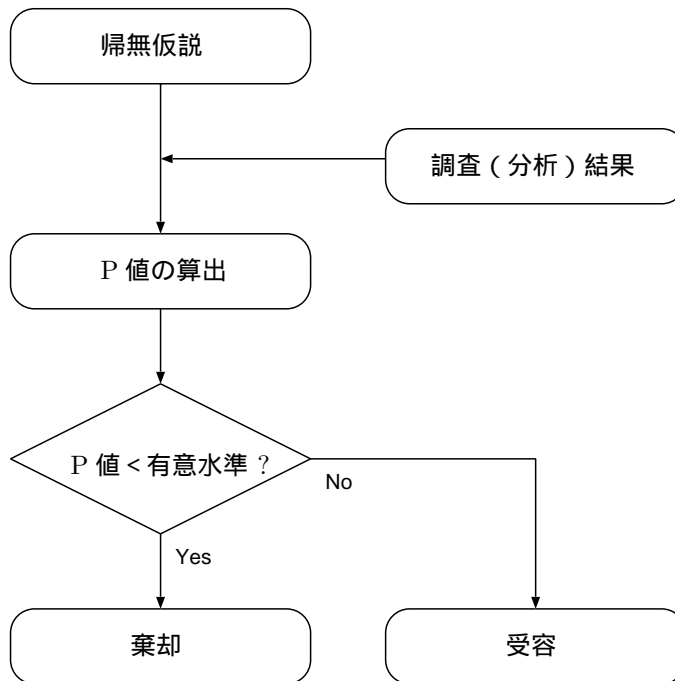 帰無仮説
調査（分析）結果
P 値の算出
P 値 < 有意水準 ?
No
Yes
棄却
受容